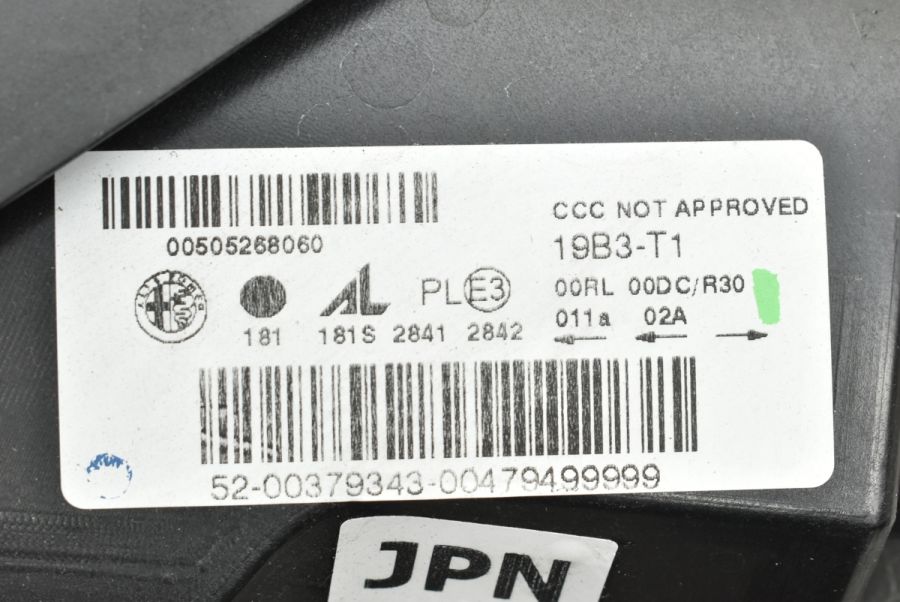 00505268060
CCC NOT APPROVED
19B3-T1
AL PL E3
00RL 00DC/R30
181 181S 2841 2842
011a 02A
52-00379343-00479499999
JPN